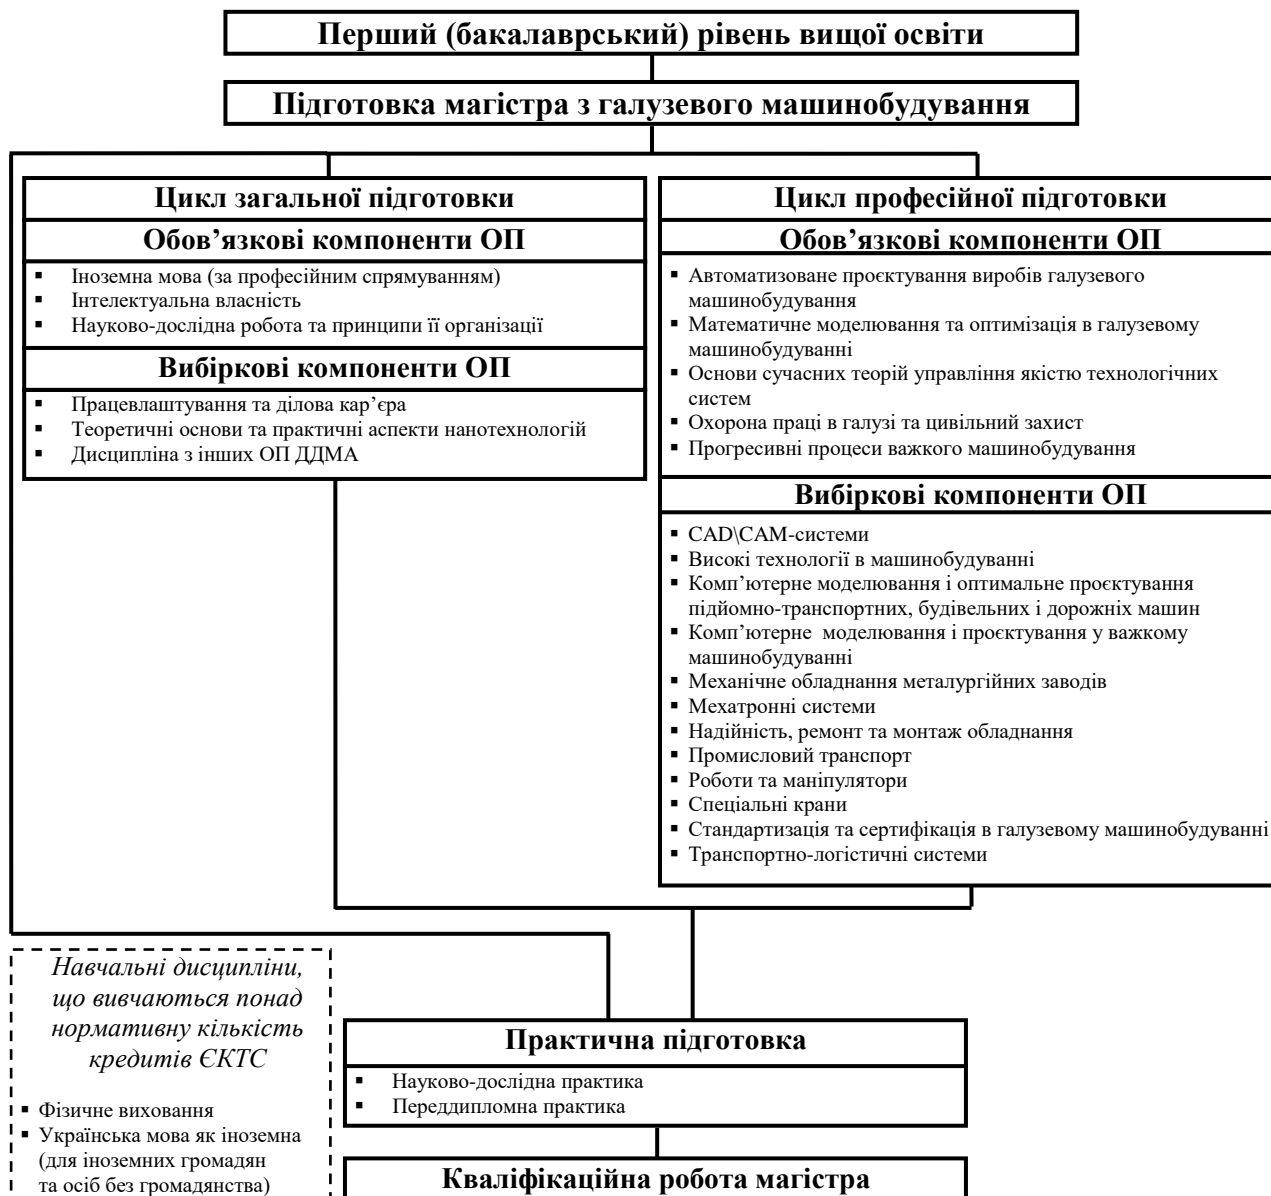 Перший (бакалаврський) рівень вищої освіти
Підготовка магістра з галузевого машинобудування
Цикл загальної підготовки
Обов’язкові компоненти ОП
▪ Іноземна мова (за професійним спрямуванням)
▪ Інтелектуальна власність
▪ Науково-дослідна робота та принципи її організації
Вибіркові компоненти ОП
▪ Працевлаштування та ділова кар’єра
▪ Теоретичні основи та практичні аспекти нанотехнологій
▪ Дисципліна з інших ОП ДДМА
Цикл професійної підготовки
Обов’язкові компоненти ОП
▪ Автоматизоване проєктування виробів галузевого
машинобудування
▪ Математичне моделювання та оптимізація в галузевому
машинобудуванні
▪ Основи сучасних теорій управління якістю технологічних
систем
▪ Охорона праці в галузі та цивільний захист
▪ Прогресивні процеси важкого машинобудування
Вибіркові компоненти ОП
▪ CAD\CAM-системи
▪ Високі технології в машинобудуванні
▪ Комп’ютерне моделювання і оптимальне проєктування
підйомно-транспортних, будівельних і дорожніх машин
▪ Комп’ютерне моделювання і проєктування у важкому
машинобудуванні
▪ Механічне обладнання металургійних заводів
▪ Мехатронні системи
▪ Надійність, ремонт та монтаж обладнання
▪ Промисловий транспорт
▪ Роботи та маніпулятори
▪ Спеціальні крани
▪ Стандартизація та сертифікація в галузевому машинобудуванні
▪ Транспортно-логістичні системи
Навчальні дисципліни,
що вивчаються понад
нормативну кількість
кредитів ЄКТС
▪ Фізичне виховання
▪ Українська мова як іноземна
(для іноземних громадян
та осіб без громадянства)
Практична підготовка
▪ Науково-дослідна практика
▪ Переддипломна практика
Кваліфікаційна робота магістра